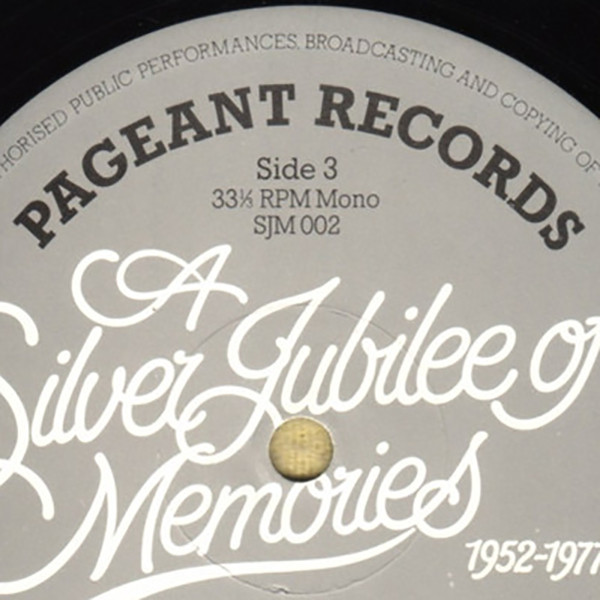 PUBLIC PERFORMANCES, BROADCASTING AND COPYING OF
PAGEANT RECORDS
Side 3
33⅓ RPM Mono
SJM 002
A
Silver Jubilee of
Memories
1952-1977